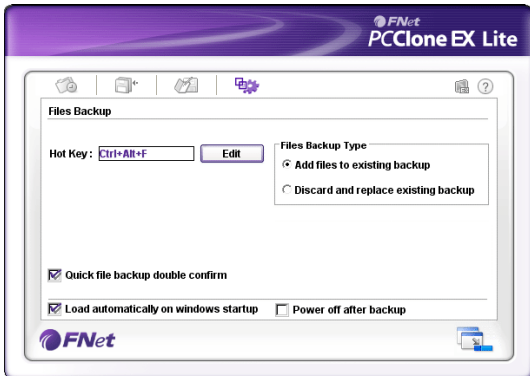 FNet
PCClone EX Lite
Files Backup
Hot Key : Ctrl+Alt+F Edit
Files Backup Type
Add files to existing backup
Discard and replace existing backup
Quick file backup double confirm
Load automatically on windows startup Power off after backup
FNet